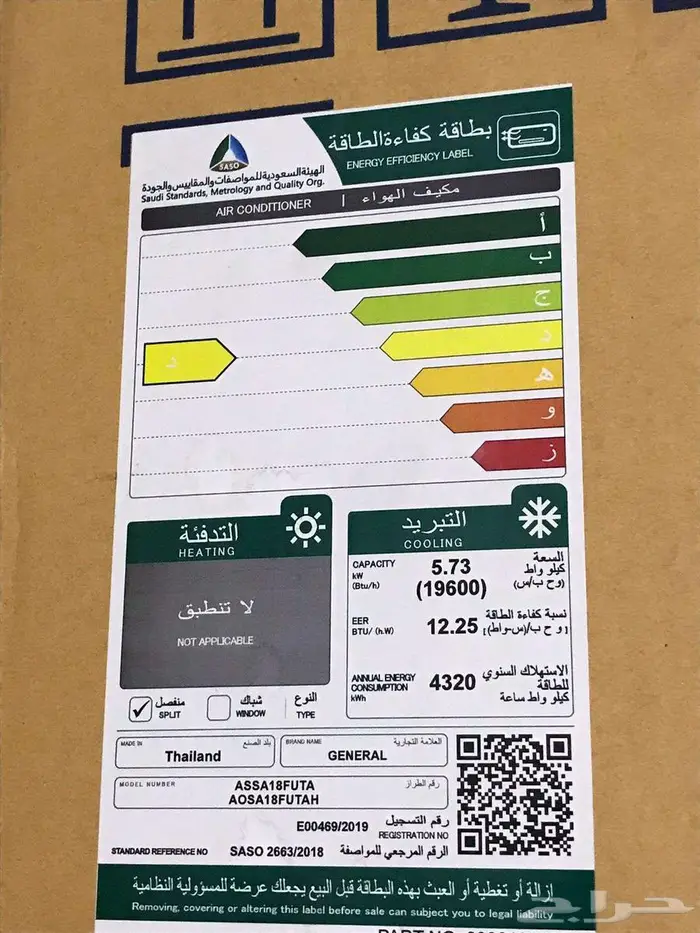 بطاقة كفاءة الطاقة
ENERGY EFFICIENCY LABEL
SASO
الهيئة السعودية للمواصفات والمقاييس والجودة
Saudi Standards, Metrology and Quality Org.
AIR CONDITIONER | مكيف الهواء
أ
ب
ج
د
د
هـ
و
ز
التدفئة
HEATING
لا تنطبق
NOT APPLICABLE
التبريد
COOLING
CAPACITY kW (Btu/h) 5.73 (19600) السعة كيلو واط (و ح ب/س)
EER BTU/ (h.W) 12.25 نسبة كفاءة الطاقة [و ح ب/(س-واط)]
ANNUAL ENERGY CONSUMPTION kWh 4320 الاستهلاك السنوي للطاقة كيلو واط ساعة
منفصل SPLIT شباك WINDOW النوع TYPE
MADE IN Thailand بلد الصنع
BRAND NAME GENERAL العلامة التجارية
MODEL NUMBER ASSA18FUTA رقم الطراز
AOSA18FUTAH
E00469/2019 رقم التسجيل
REGISTRATION NO
STANDARD REFERENCE NO SASO 2663/2018 الرقم المرجعي للمواصفة
إزالة أو تغطية أو العبث بهذه البطاقة قبل البيع يجعلك عرضة للمسؤولية النظامية
Removing, covering or altering this label before sale can subject you to legal liability
حراج
PART NO.